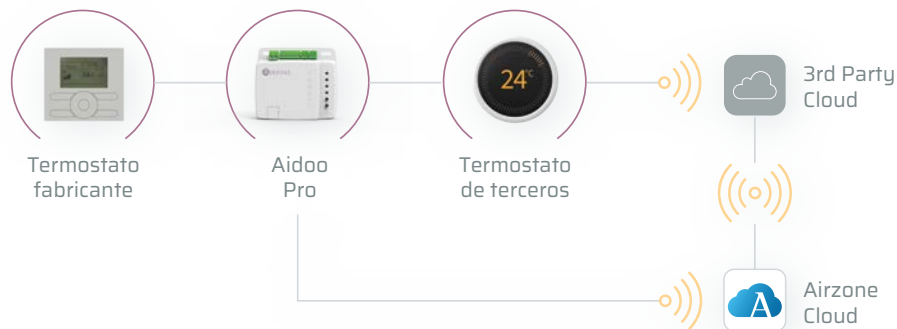 24°C
3rd Party
Cloud
Termostato
fabricante
Aidoo
Pro
Termostato
de terceros
A
Airzone
Cloud